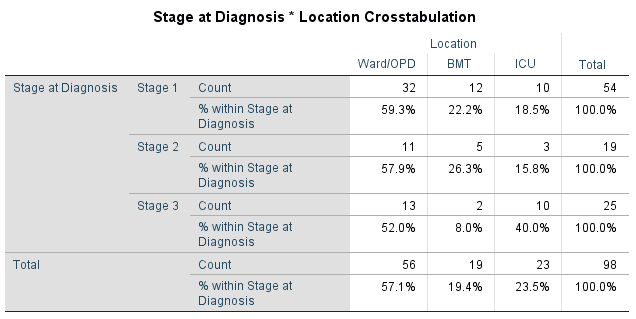 Stage at Diagnosis * Location Crosstabulation
Location
Ward/OPD BMT ICU Total
Stage at Diagnosis Stage 1 Count 32 12 10 54
% within Stage at Diagnosis 59.3% 22.2% 18.5% 100.0%
Stage 2 Count 11 5 3 19
% within Stage at Diagnosis 57.9% 26.3% 15.8% 100.0%
Stage 3 Count 13 2 10 25
% within Stage at Diagnosis 52.0% 8.0% 40.0% 100.0%
Total Count 56 19 23 98
% within Stage at Diagnosis 57.1% 19.4% 23.5% 100.0%